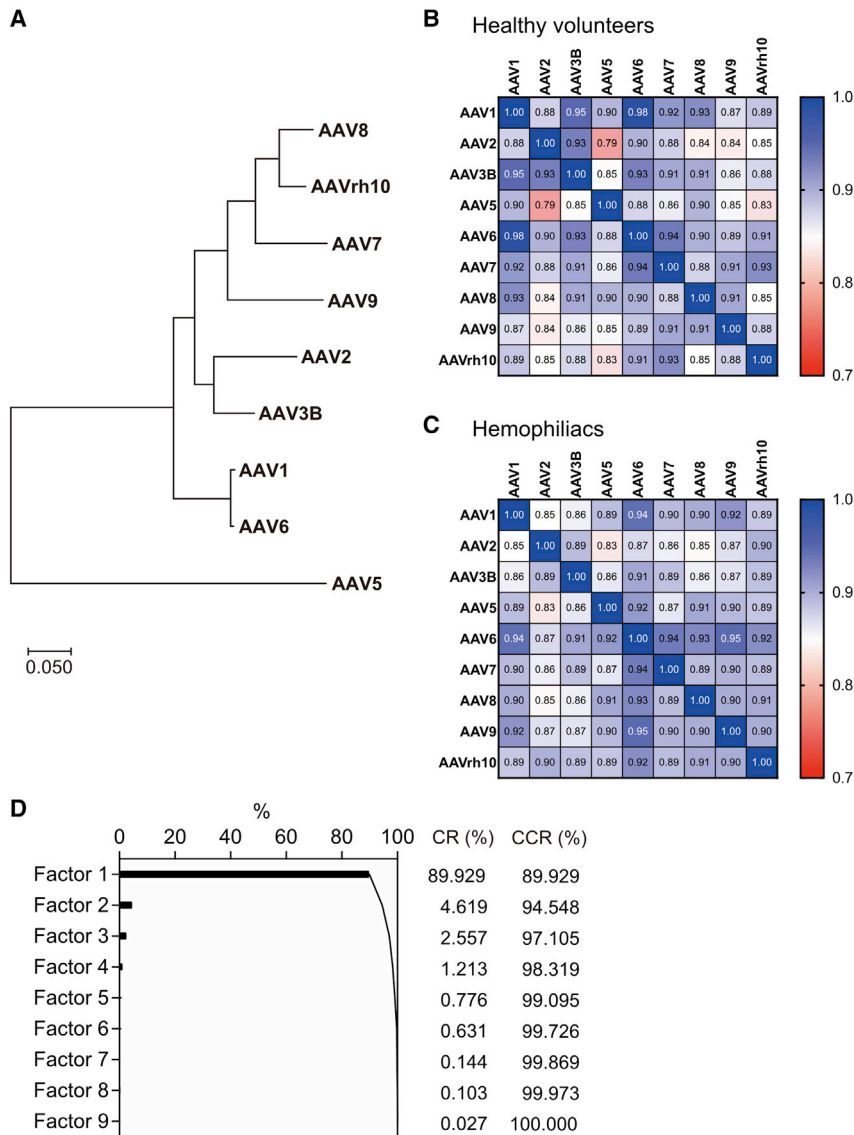 A
AAV8
AAVrh10
AAV7
AAV9
AAV2
AAV3B
AAV1
AAV6
AAV5
0.050
B Healthy volunteers
AAV1 AAV2 AAV3B AAV5 AAV6 AAV7 AAV8 AAV9 AAVrh10
AAV1 1.00 0.88 0.95 0.90 0.98 0.92 0.93 0.87 0.89
AAV2 0.88 1.00 0.93 0.79 0.90 0.88 0.84 0.84 0.85
AAV3B 0.95 0.93 1.00 0.85 0.93 0.91 0.91 0.86 0.88
AAV5 0.90 0.79 0.85 1.00 0.88 0.86 0.90 0.85 0.83
AAV6 0.98 0.90 0.93 0.88 1.00 0.94 0.90 0.89 0.91
AAV7 0.92 0.88 0.91 0.86 0.94 1.00 0.88 0.91 0.93
AAV8 0.93 0.84 0.91 0.90 0.90 0.88 1.00 0.91 0.85
AAV9 0.87 0.84 0.86 0.85 0.89 0.91 0.91 1.00 0.88
AAVrh10 0.89 0.85 0.88 0.83 0.91 0.93 0.85 0.88 1.00
1.0
0.9
0.8
0.7
C Hemophiliacs
AAV1 AAV2 AAV3B AAV5 AAV6 AAV7 AAV8 AAV9 AAVrh10
AAV1 1.00 0.85 0.86 0.89 0.94 0.90 0.90 0.92 0.89
AAV2 0.85 1.00 0.89 0.83 0.87 0.86 0.85 0.87 0.90
AAV3B 0.86 0.89 1.00 0.86 0.91 0.89 0.86 0.87 0.89
AAV5 0.89 0.83 0.86 1.00 0.92 0.87 0.91 0.90 0.89
AAV6 0.94 0.87 0.91 0.92 1.00 0.94 0.93 0.95 0.92
AAV7 0.90 0.86 0.89 0.87 0.94 1.00 0.89 0.90 0.89
AAV8 0.90 0.85 0.86 0.91 0.93 0.89 1.00 0.90 0.91
AAV9 0.92 0.87 0.87 0.90 0.95 0.90 0.90 1.00 0.90
AAVrh10 0.89 0.90 0.89 0.89 0.92 0.89 0.91 0.90 1.00
1.0
0.9
0.8
0.7
D
%
0 20 40 60 80 100 CR (%) CCR (%)
Factor 1 89.929 89.929
Factor 2 4.619 94.548
Factor 3 2.557 97.105
Factor 4 1.213 98.319
Factor 5 0.776 99.095
Factor 6 0.631 99.726
Factor 7 0.144 99.869
Factor 8 0.103 99.973
Factor 9 0.027 100.000